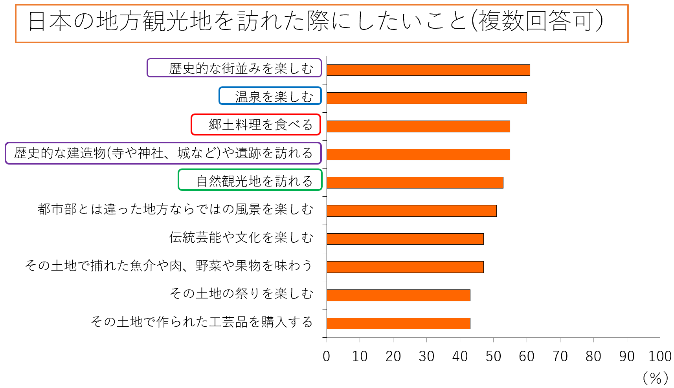 日本の地方観光地を訪れた際にしたいこと(複数回答可)
歴史的な街並みを楽しむ
温泉を楽しむ
郷土料理を食べる
歴史的な建造物(寺や神社、城など)や遺跡を訪れる
自然観光地を訪れる
都市部とは違った地方ならではの風景を楽しむ
伝統芸能や文化を楽しむ
その土地で捕れた魚介や肉、野菜や果物を味わう
その土地の祭りを楽しむ
その土地で作られた工芸品を購入する
0 10 20 30 40 50 60 70 80 90 100
(%)